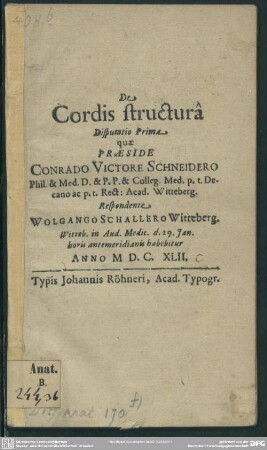 De
Cordis structurâ
Disputatio Prima
quæ
PRÆSIDE
CONRADO VICTORE SCHNEIDERO
Phil. & Med. D. & P. P. & Colleg. Med. p. t. De-
cano ac p. t. Rect: Acad. Witteberg.
Respondente
WOLGANGO SCHALLERO Witteberg.
Witteb. in Aud. Medic. d. 29. Jan.
horis antemeridianis habebitur
ANNO M D. C. XLII.
Typis Johannis Röhneri, Acad. Typogr.
Anat.
B.